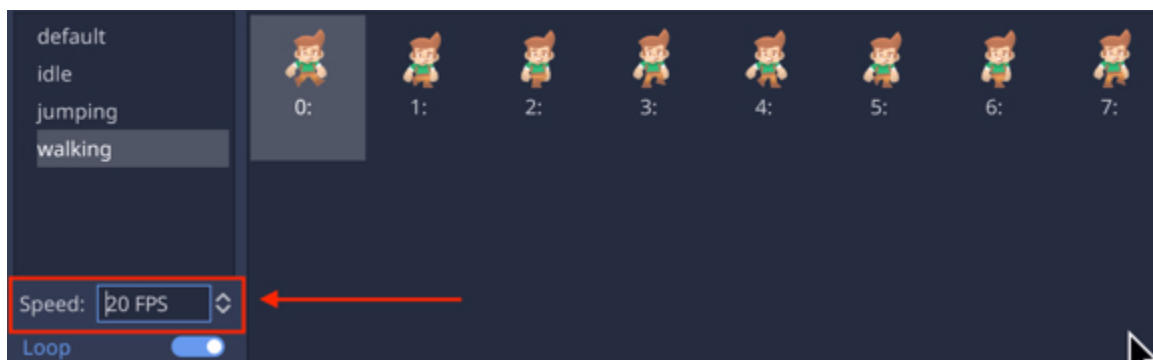 default
idle
jumping
walking
0: 1: 2: 3: 4: 5: 6: 7:
Speed: 20 FPS
Loop